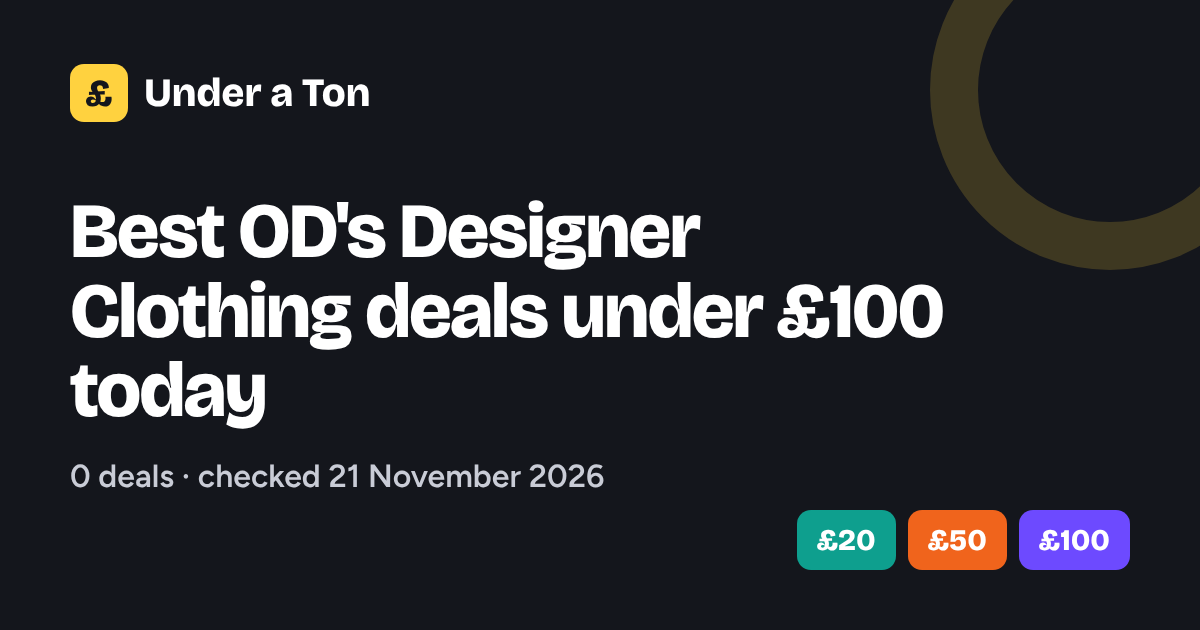 £
Under a Ton
Best OD's Designer
Clothing deals under £100
today
0 deals · checked 21 November 2026
£20
£50
£100